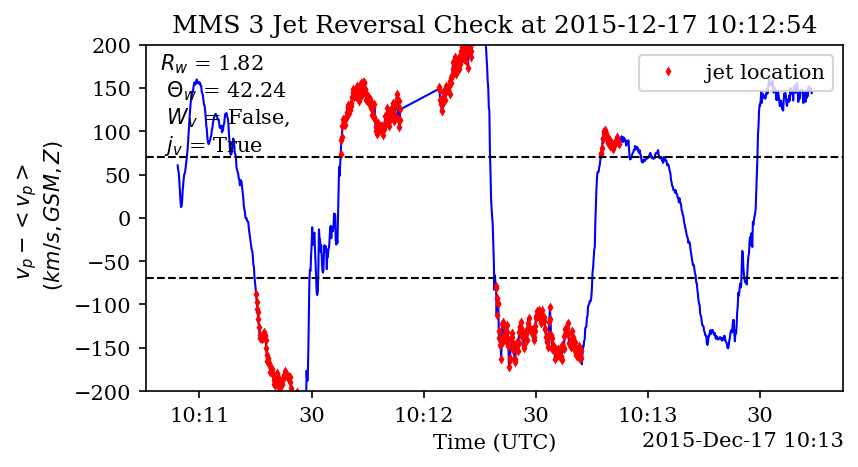 MMS 3 Jet Reversal Check at 2015-12-17 10:12:54
R_w = 1.82
Θ_w = 42.24
W_v = False,
j_v = True
jet location
200
150
100
50
0
−50
−100
−150
−200
v_p − <v_p>
(km/s, GSM, Z)
10:11 30 10:12 30 10:13 30
Time (UTC)
2015-Dec-17 10:13